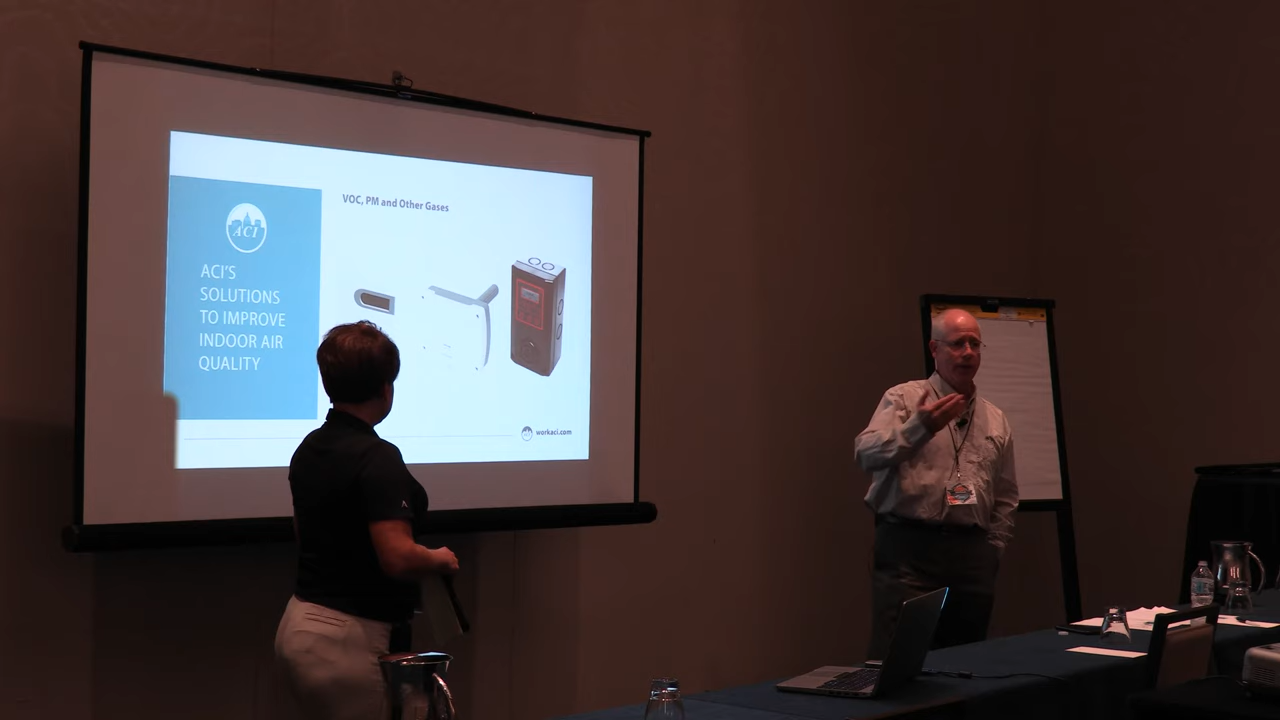 VOC, PM and Other Gases
ACI
ACI'S
SOLUTIONS
TO IMPROVE
INDOOR AIR
QUALITY
workaci.com